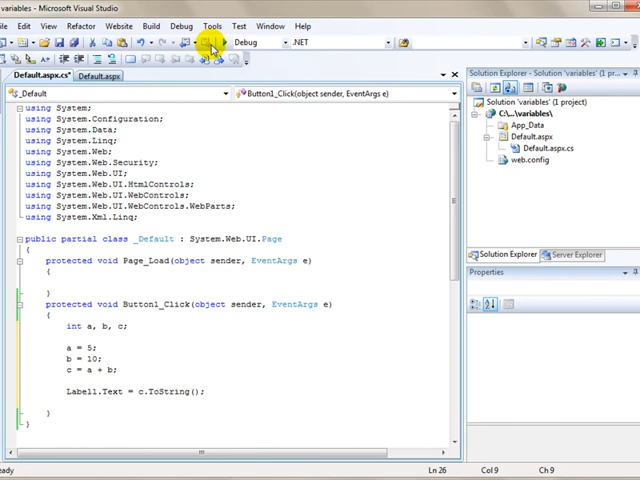 variables - Microsoft Visual Studio
File Edit View Refactor Website Build Debug Tools Test Window Help
Debug .NET
Default.aspx.cs* Default.aspx
_Default Button1_Click(object sender, EventArgs e)
using System;
using System.Configuration;
using System.Data;
using System.Linq;
using System.Web;
using System.Web.Security;
using System.Web.UI;
using System.Web.UI.HtmlControls;
using System.Web.UI.WebControls;
using System.Web.UI.WebControls.WebParts;
using System.Xml.Linq;
public partial class _Default : System.Web.UI.Page
{
protected void Page_Load(object sender, EventArgs e)
{
}
protected void Button1_Click(object sender, EventArgs e)
{
int a, b, c;
a = 5;
b = 10;
c = a + b;
Label1.Text = c.ToString();
}
}
Solution Explorer - Solution 'variables' (1 project)
Solution 'variables' (1 project)
C:\...\variables\
App_Data
Default.aspx
Default.aspx.cs
web.config
Solution Explorer Server Explorer
Properties
eady Ln 26 Col 9 Ch 9